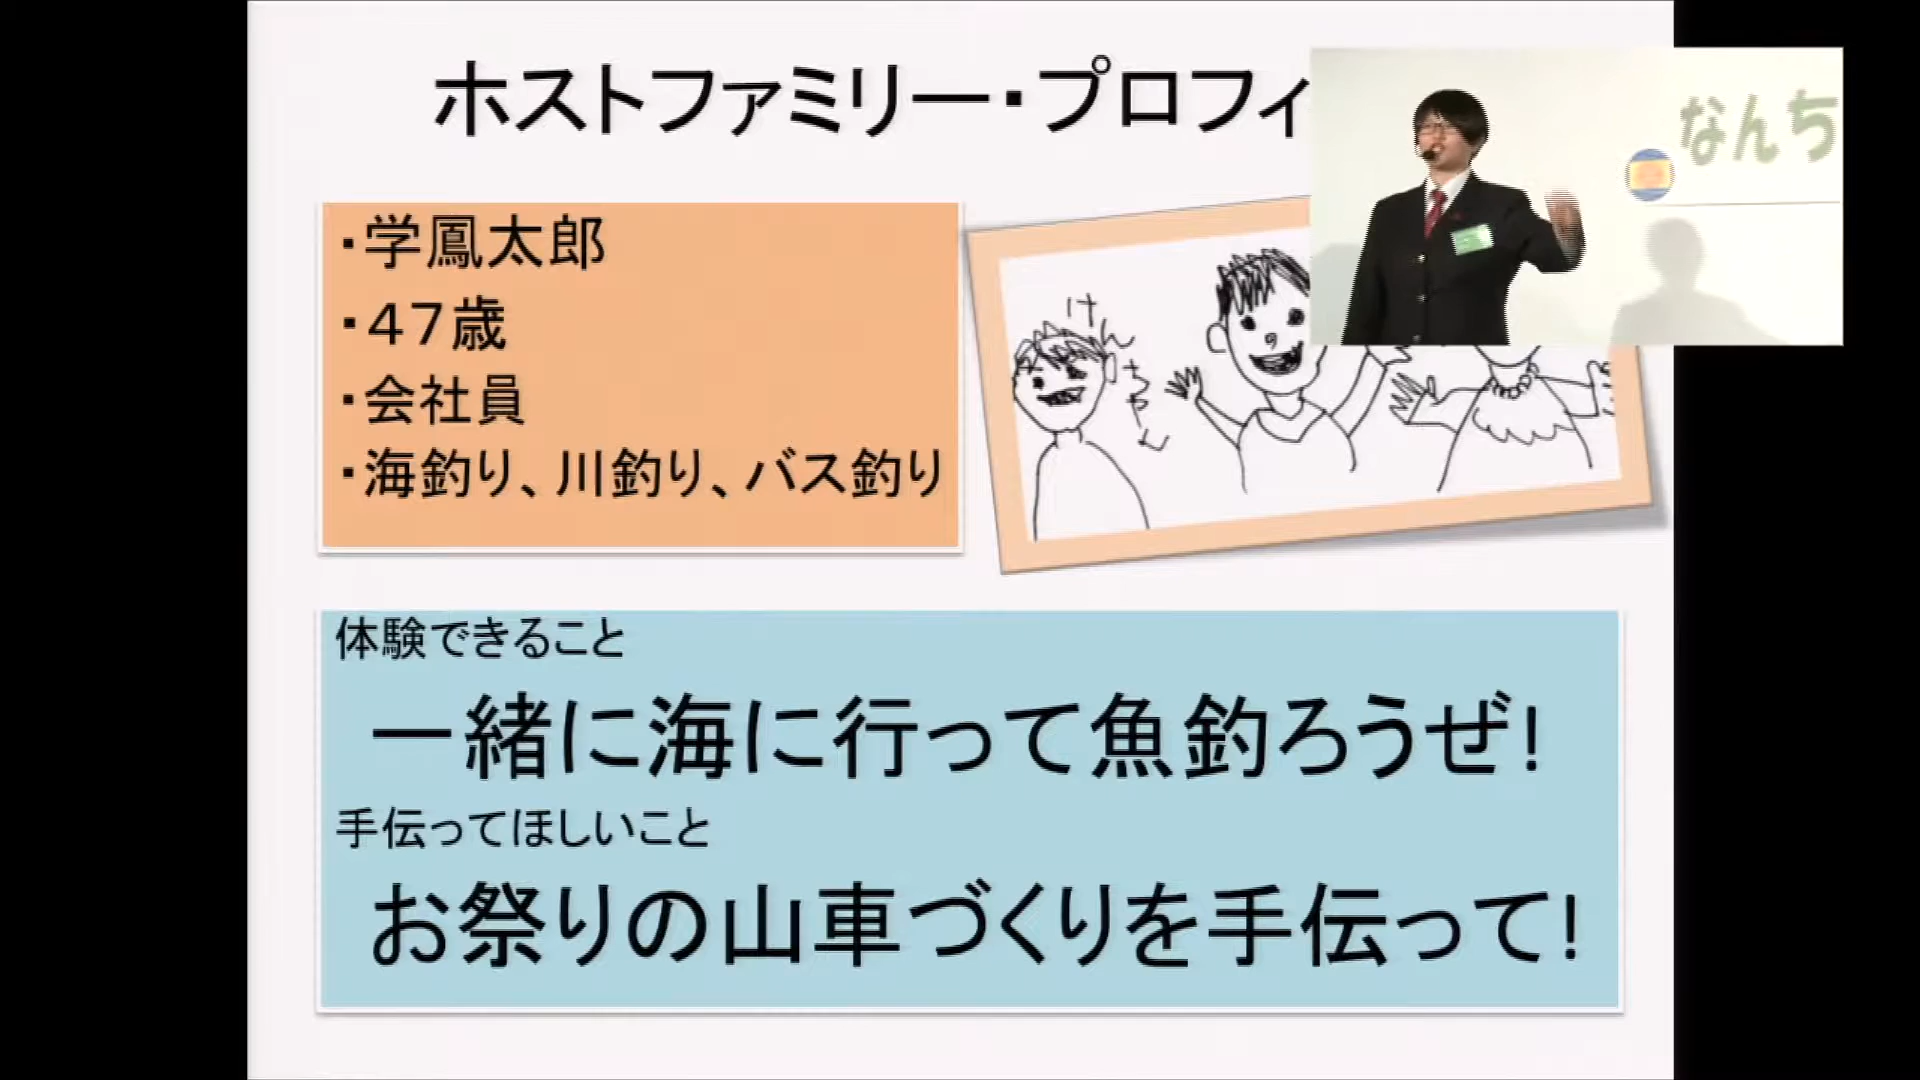 ホストファミリー・プロフィ
・学鳳太郎
・47歳
・会社員
・海釣り、川釣り、バス釣り
けん
なんち
体験できること
一緒に海に行って魚釣ろうぜ!
手伝ってほしいこと
お祭りの山車づくりを手伝って!